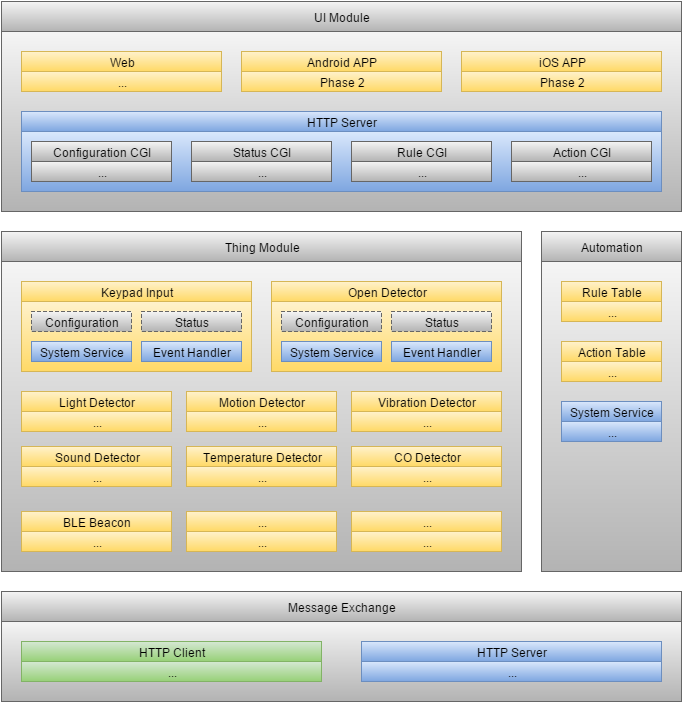 UI Module
Web
Android APP
iOS APP
...
Phase 2
Phase 2
HTTP Server
Configuration CGI
Status CGI
Rule CGI
Action CGI
...
...
...
...
Thing Module
Keypad Input
Open Detector
Configuration
Status
Configuration
Status
System Service
Event Handler
System Service
Event Handler
Light Detector
Motion Detector
Vibration Detector
...
...
...
Sound Detector
Temperature Detector
CO Detector
...
...
...
BLE Beacon
...
...
...
...
...
Automation
Rule Table
...
Action Table
...
System Service
...
Message Exchange
HTTP Client
HTTP Server
...
...